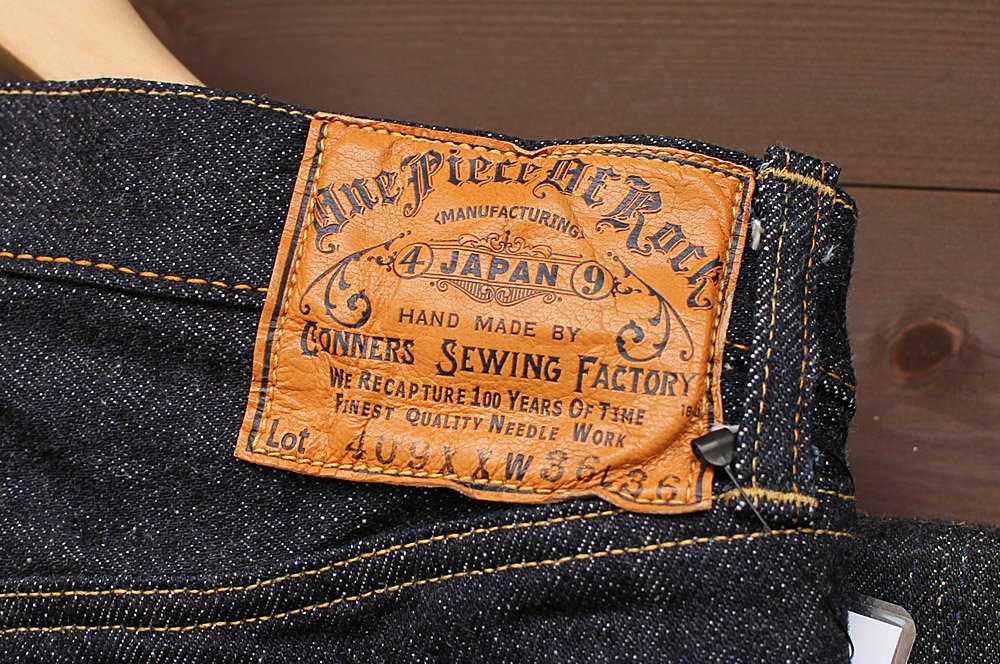 One Piece Of Rock
MANUFACTURING
4 JAPAN 9
HAND MADE BY
CONNERS SEWING FACTORY
WE RECAPTURE 100 YEARS OF TIME
FINEST QUALITY NEEDLE WORK
Lot 409XX W36 L36